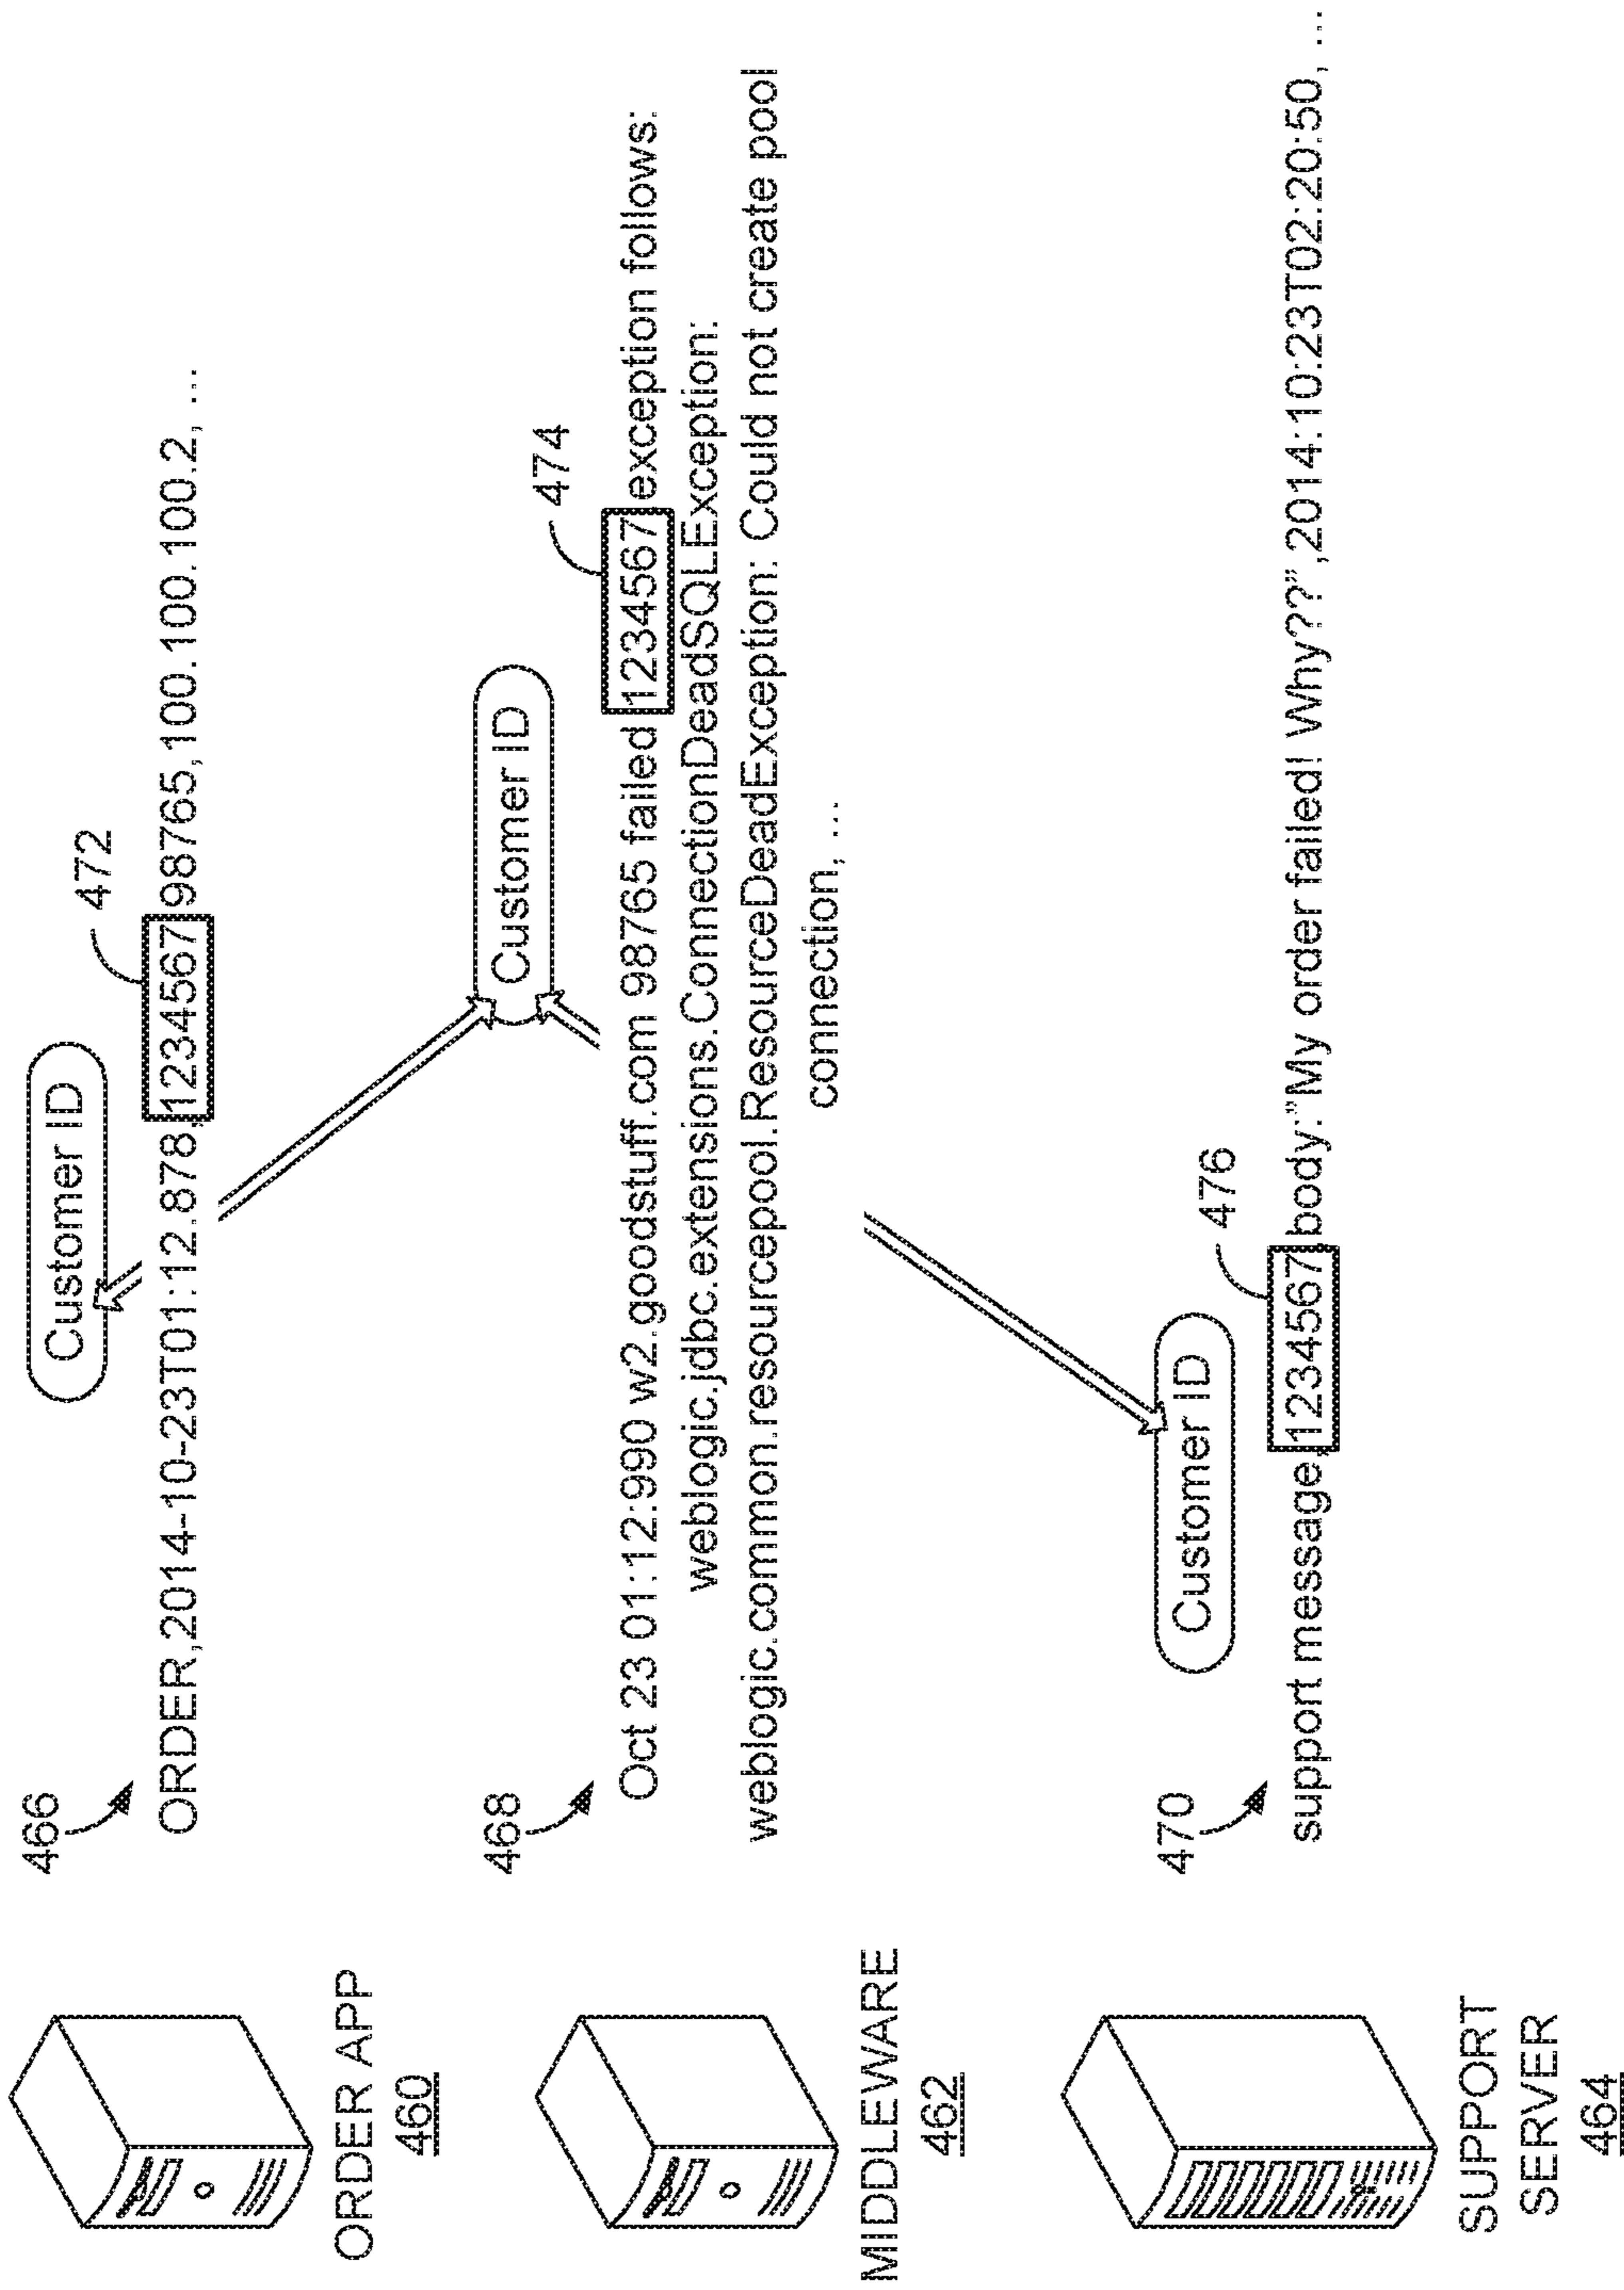 ORDER APP
460
466
Customer ID
472
ORDER,2014-10-23T01:12.878,1234567,98765,100.100.100.2, ...
MIDDLEWARE
462
468
Customer ID
474
Oct 23 01:12:990 w2.goodstuff.com 98765 failed 1234567 exception follows:
weblogic.jdbc.extensions.ConnectionDeadSQLException:
weblogic.common.resourcepool.ResourceDeadException: Could not create pool
connection, ...
SUPPORT
SERVER
464
470
Customer ID
476
support message,1234567,body:"My order failed! Why??",2014:10:23T02:20:50, ...